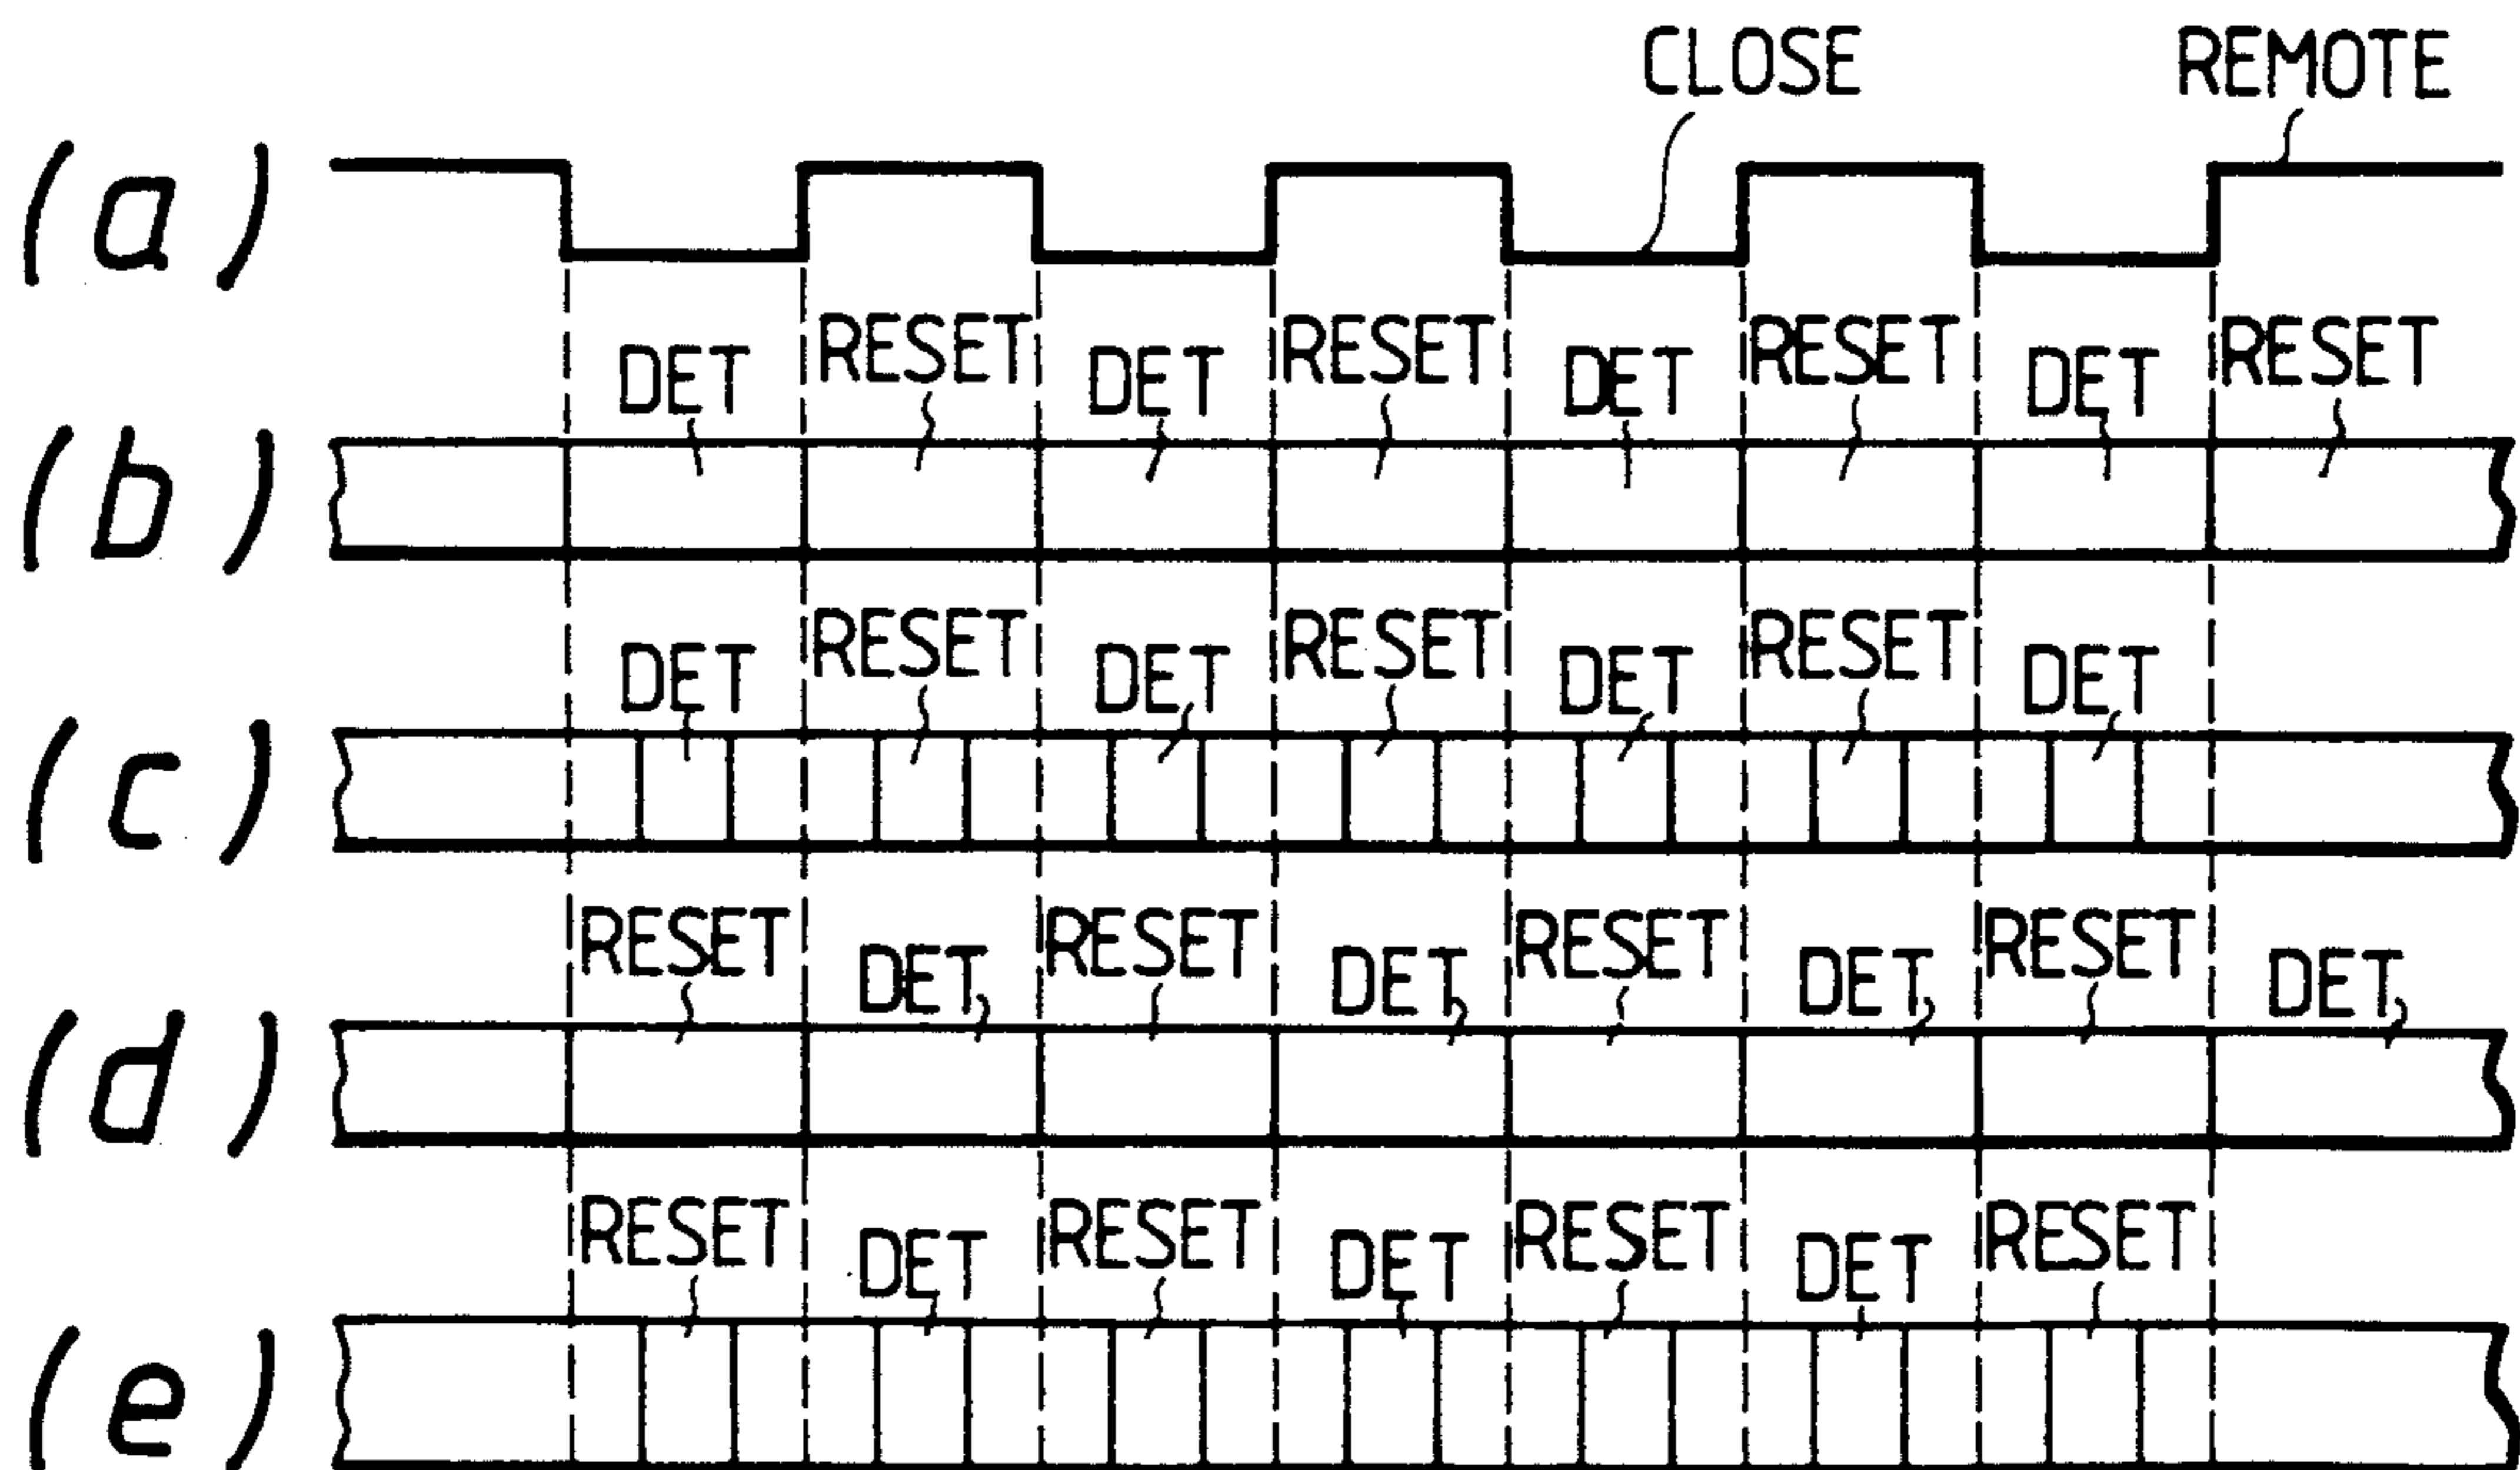 CLOSE REMOTE
(a)
DET RESET DET RESET DET RESET DET RESET
(b)
DET RESET DET RESET DET RESET DET
(c)
RESET DET RESET DET RESET DET RESET DET
(d)
RESET DET RESET DET RESET DET RESET
(e)